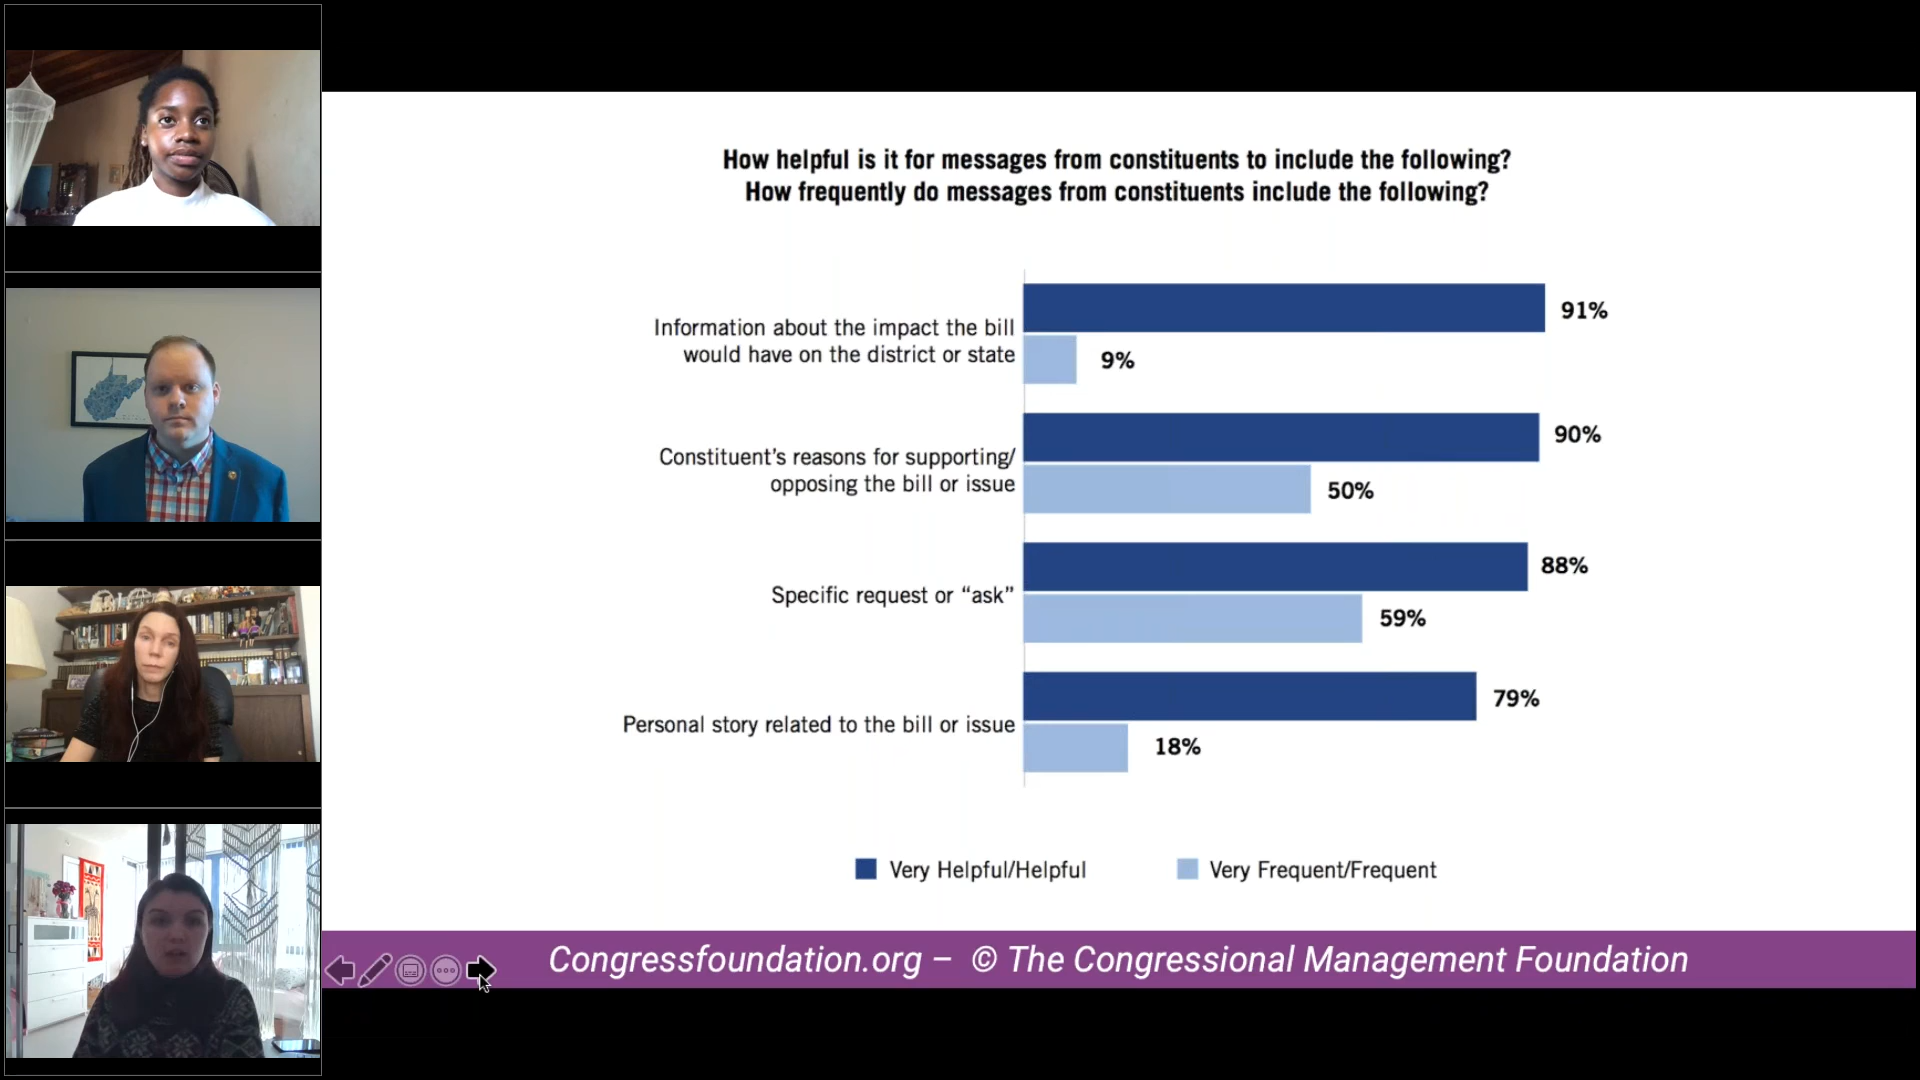 How helpful is it for messages from constituents to include the following?
How frequently do messages from constituents include the following?
Information about the impact the bill
would have on the district or state
91%
9%
Constituent's reasons for supporting/
opposing the bill or issue
90%
50%
Specific request or “ask”
88%
59%
Personal story related to the bill or issue
79%
18%
Very Helpful/Helpful
Very Frequent/Frequent
Congressfoundation.org – © The Congressional Management Foundation